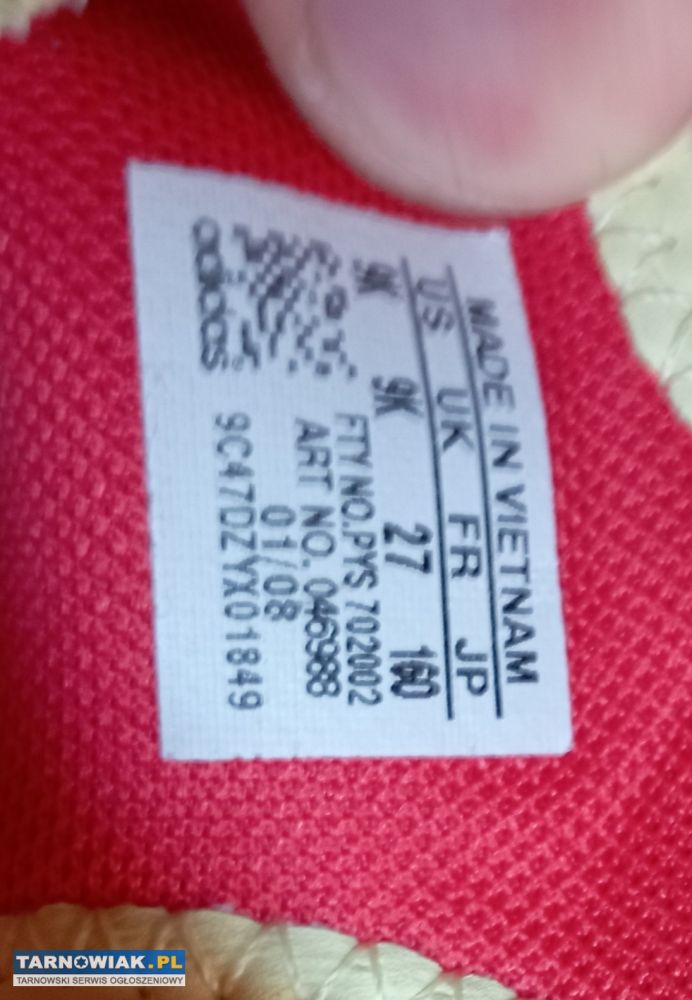 MADE IN VIETNAM
US UK FR JP
9K 9K 27 160
FTY NO.PYS 702002
ART NO. 046988
01/08
adidas 9C47DZYX01849
TARNOWIAK.PL
TARNOWSKI SERWIS OGŁOSZENIOWY